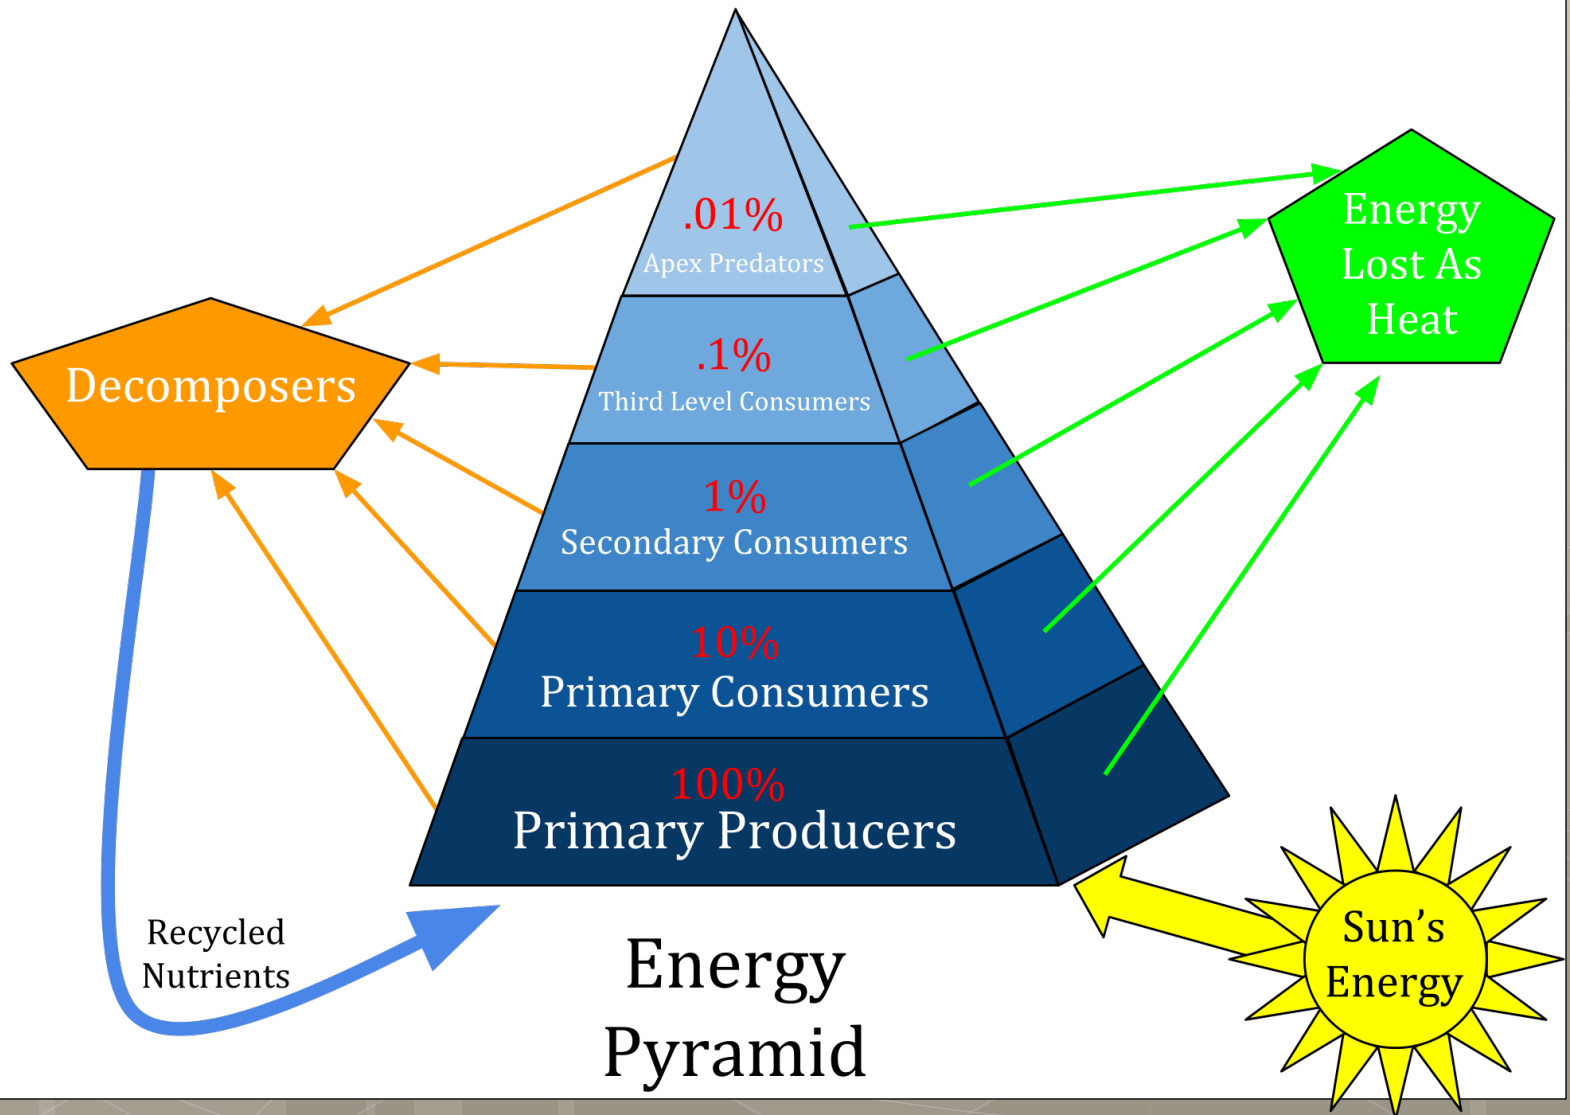 .01%
Apex Predators
.1%
Third Level Consumers
1%
Secondary Consumers
10%
Primary Consumers
100%
Primary Producers
Decomposers
Energy
Lost As
Heat
Recycled
Nutrients
Sun's
Energy
Energy
Pyramid